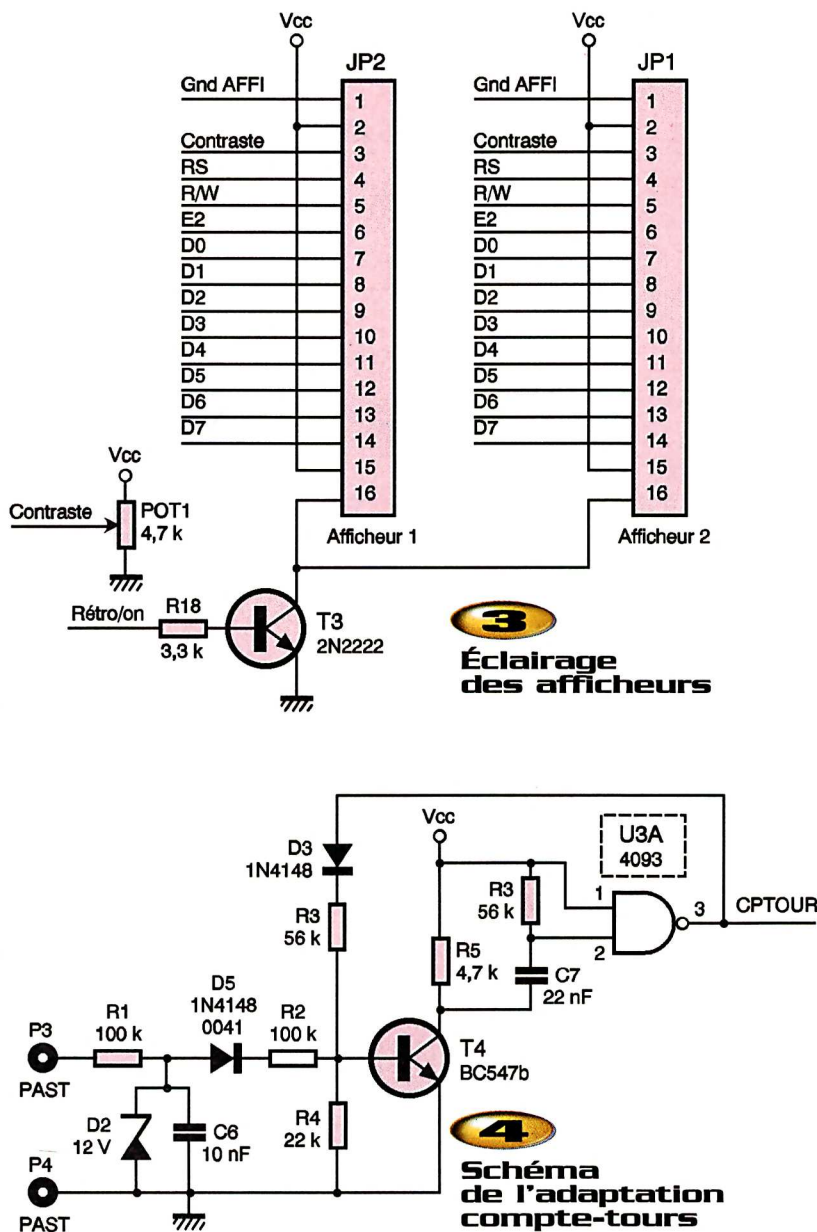 Vcc
JP2
Gnd AFFI
1
2
Contraste
3
RS
4
R/W
5
E2
6
D0
7
D1
8
D2
9
D3
10
D4
11
D5
12
D6
13
D7
14
15
16
Afficheur 1
Vcc
JP1
Gnd AFFI
1
2
Contraste
3
RS
4
R/W
5
E2
6
D0
7
D1
8
D2
9
D3
10
D4
11
D5
12
D6
13
D7
14
15
16
Afficheur 2
Vcc
Contraste
POT1
4,7 k
Rétro/on
R18
3,3 k
T3
2N2222
3
Éclairage
des afficheurs
Vcc
U3A
4093
D3
1N4148
R3
56 k
R3
56 k
1
2
3
CPTOUR
R5
4,7 k
C7
22 nF
D5
1N4148
0041
P3
PAST
R1
100 k
R2
100 k
T4
BC547b
R4
22 k
D2
12 V
C6
10 nF
P4
PAST
4
Schéma
de l'adaptation
compte-tours